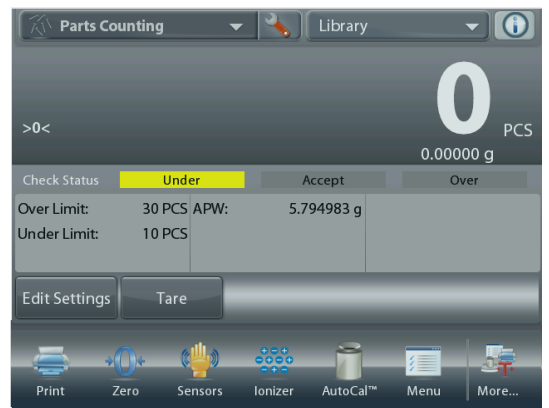 Parts Counting Library
0
>0< PCS
0.00000 g
Check Status Under Accept Over
Over Limit: 30 PCS APW: 5.794983 g
Under Limit: 10 PCS
Edit Settings Tare
Print Zero Sensors Ionizer AutoCal™ Menu More...